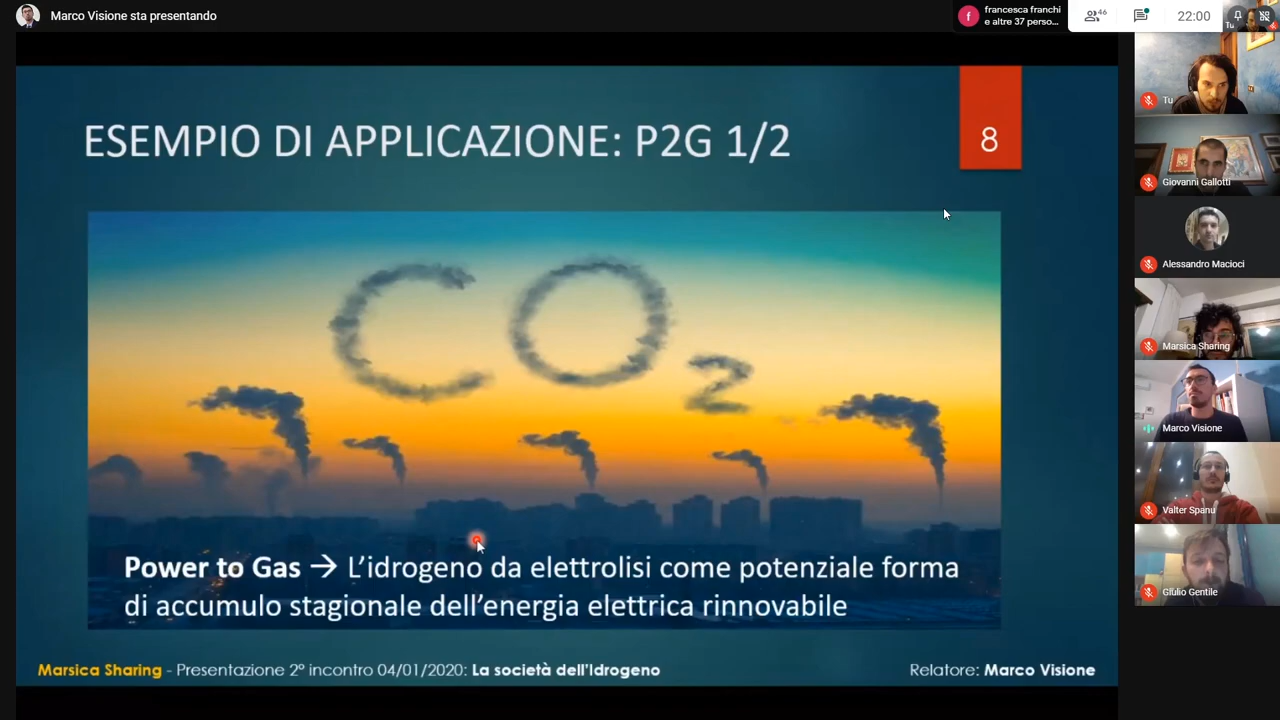 Marco Visione sta presentando
f
francesca franchi
e altre 37 perso...
46
22:00
Tu
ESEMPIO DI APPLICAZIONE: P2G 1/2
8
CO2
Power to Gas → L'idrogeno da elettrolisi come potenziale forma
di accumulo stagionale dell'energia elettrica rinnovabile
Marsica Sharing - Presentazione 2° incontro 04/01/2020: La società dell'Idrogeno
Relatore: Marco Visione
Tu
Giovanni Gallotti
Alessandro Macioci
Marsica Sharing
Marco Visione
Valter Spanu
Giulio Gentile